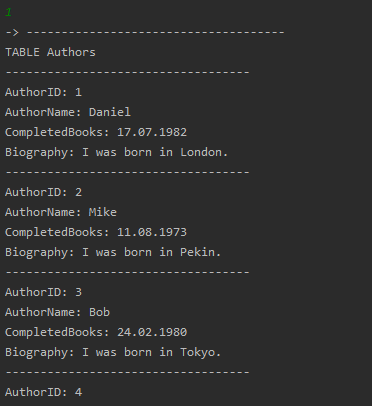 1
-> -------------------------------------
TABLE Authors
-----------------------------------
AuthorID: 1
AuthorName: Daniel
CompletedBooks: 17.07.1982
Biography: I was born in London.
-----------------------------------
AuthorID: 2
AuthorName: Mike
CompletedBooks: 11.08.1973
Biography: I was born in Pekin.
-----------------------------------
AuthorID: 3
AuthorName: Bob
CompletedBooks: 24.02.1980
Biography: I was born in Tokyo.
-----------------------------------
AuthorID: 4